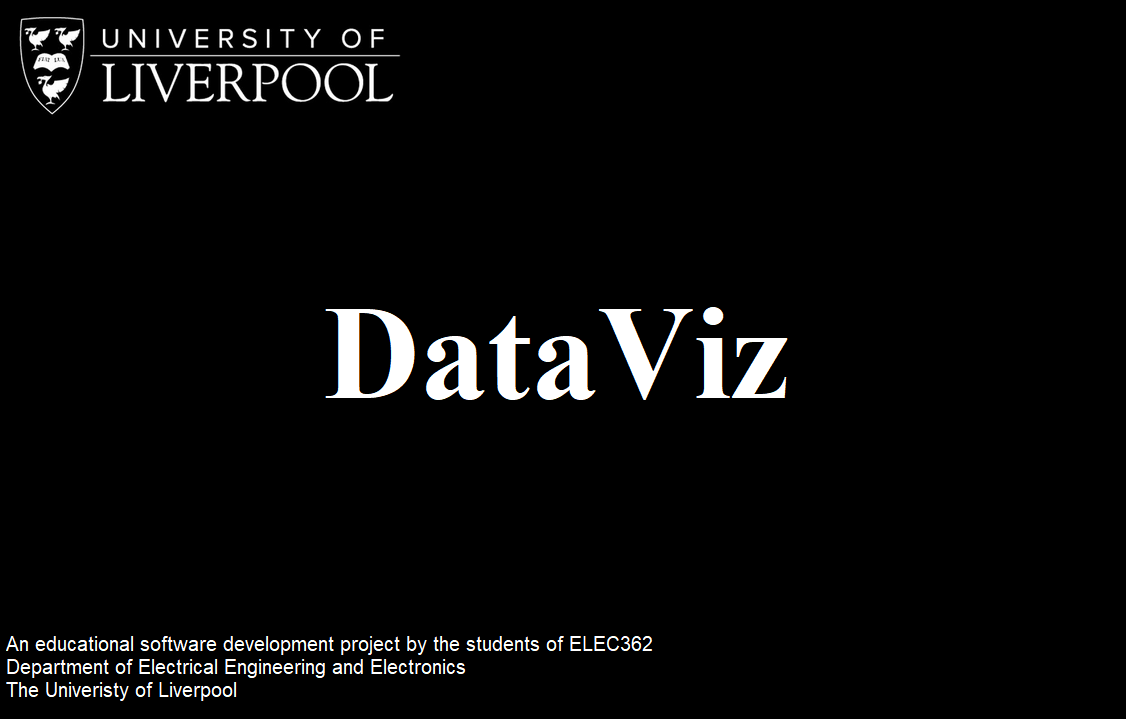 UNIVERSITY OF
LIVERPOOL
DataViz
An educational software development project by the students of ELEC362
Department of Electrical Engineering and Electronics
The Univeristy of Liverpool